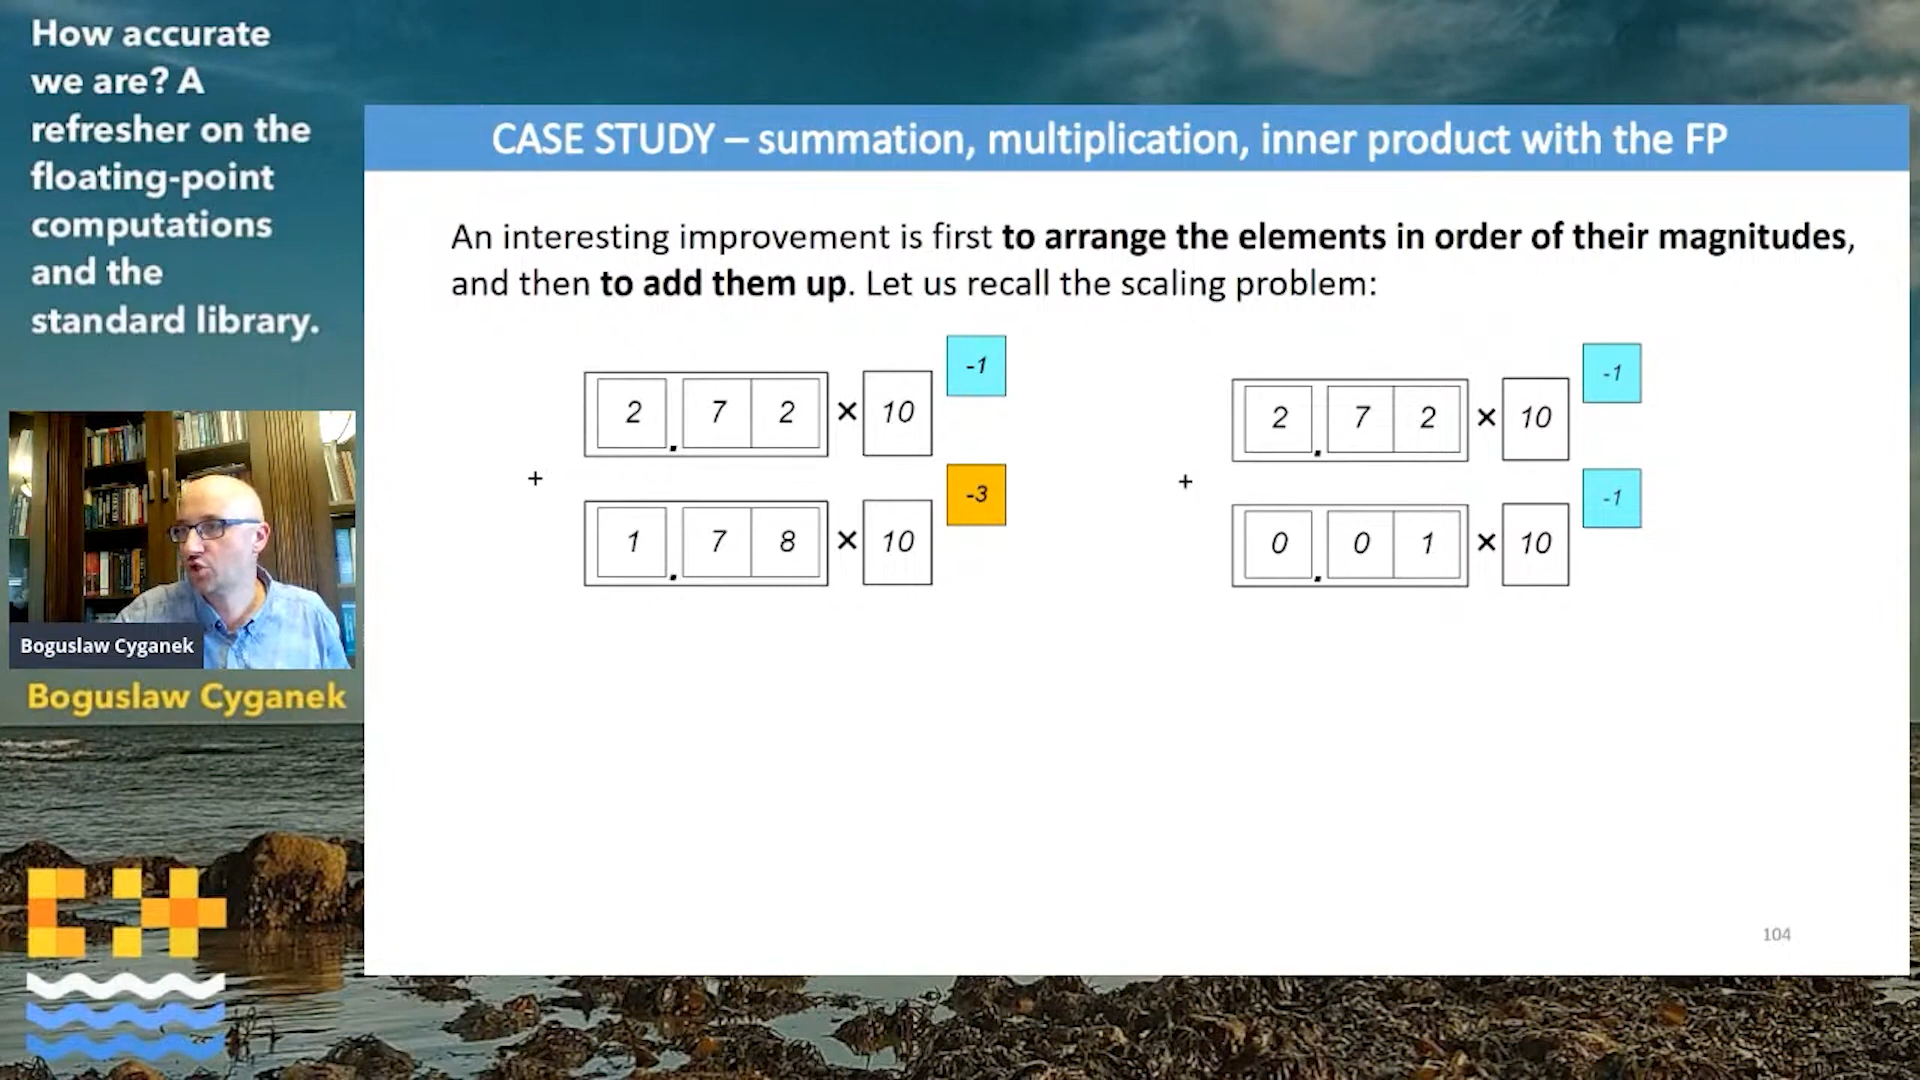 How accurate
we are? A
refresher on the
floating-point
computations
and the
standard library.
Boguslaw Cyganek
Boguslaw Cyganek
CASE STUDY – summation, multiplication, inner product with the FP
An interesting improvement is first to arrange the elements in order of their magnitudes,
and then to add them up. Let us recall the scaling problem:
2 . 7 2 × 10 -1
+
1 . 7 8 × 10 -3
2 . 7 2 × 10 -1
+
0 . 0 1 × 10 -1
104
C++